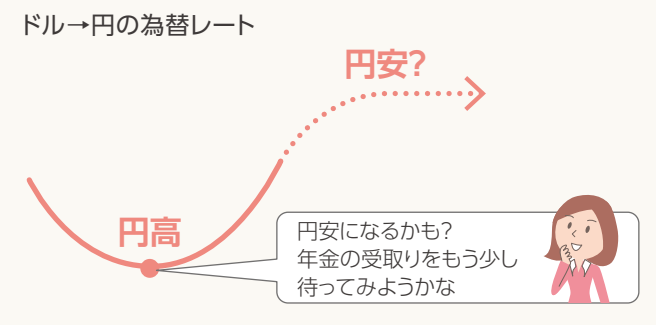 ドル→円の為替レート
円安?
円高
円安になるかも?
年金の受取りをもう少し
待ってみようかな